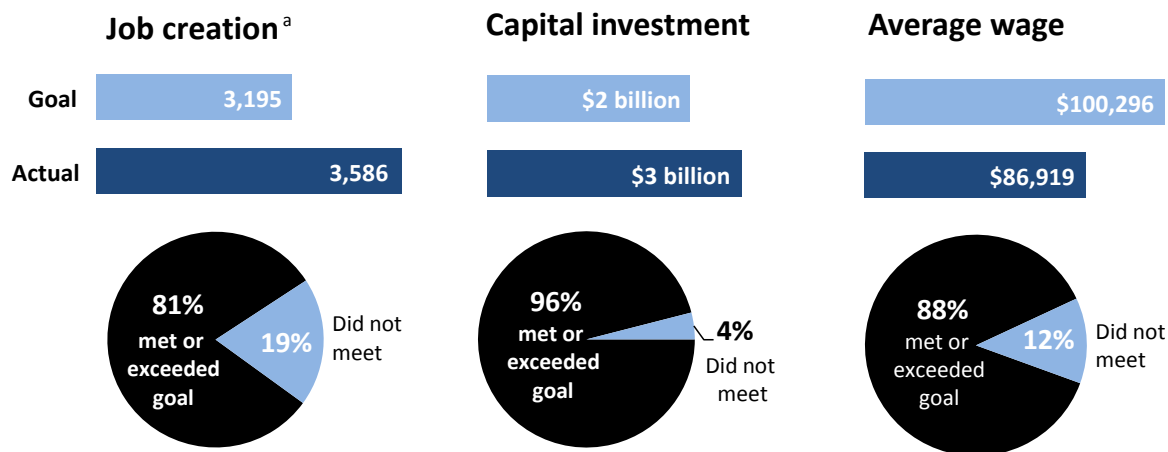 Job creation a
Capital investment
Average wage
Goal
3,195
$2 billion
$100,296
Actual
3,586
$3 billion
$86,919
81%
met or
exceeded
goal
19%
Did not
meet
96%
met or
exceeded
goal
4%
Did not
meet
88%
met or
exceeded
goal
12%
Did not
meet